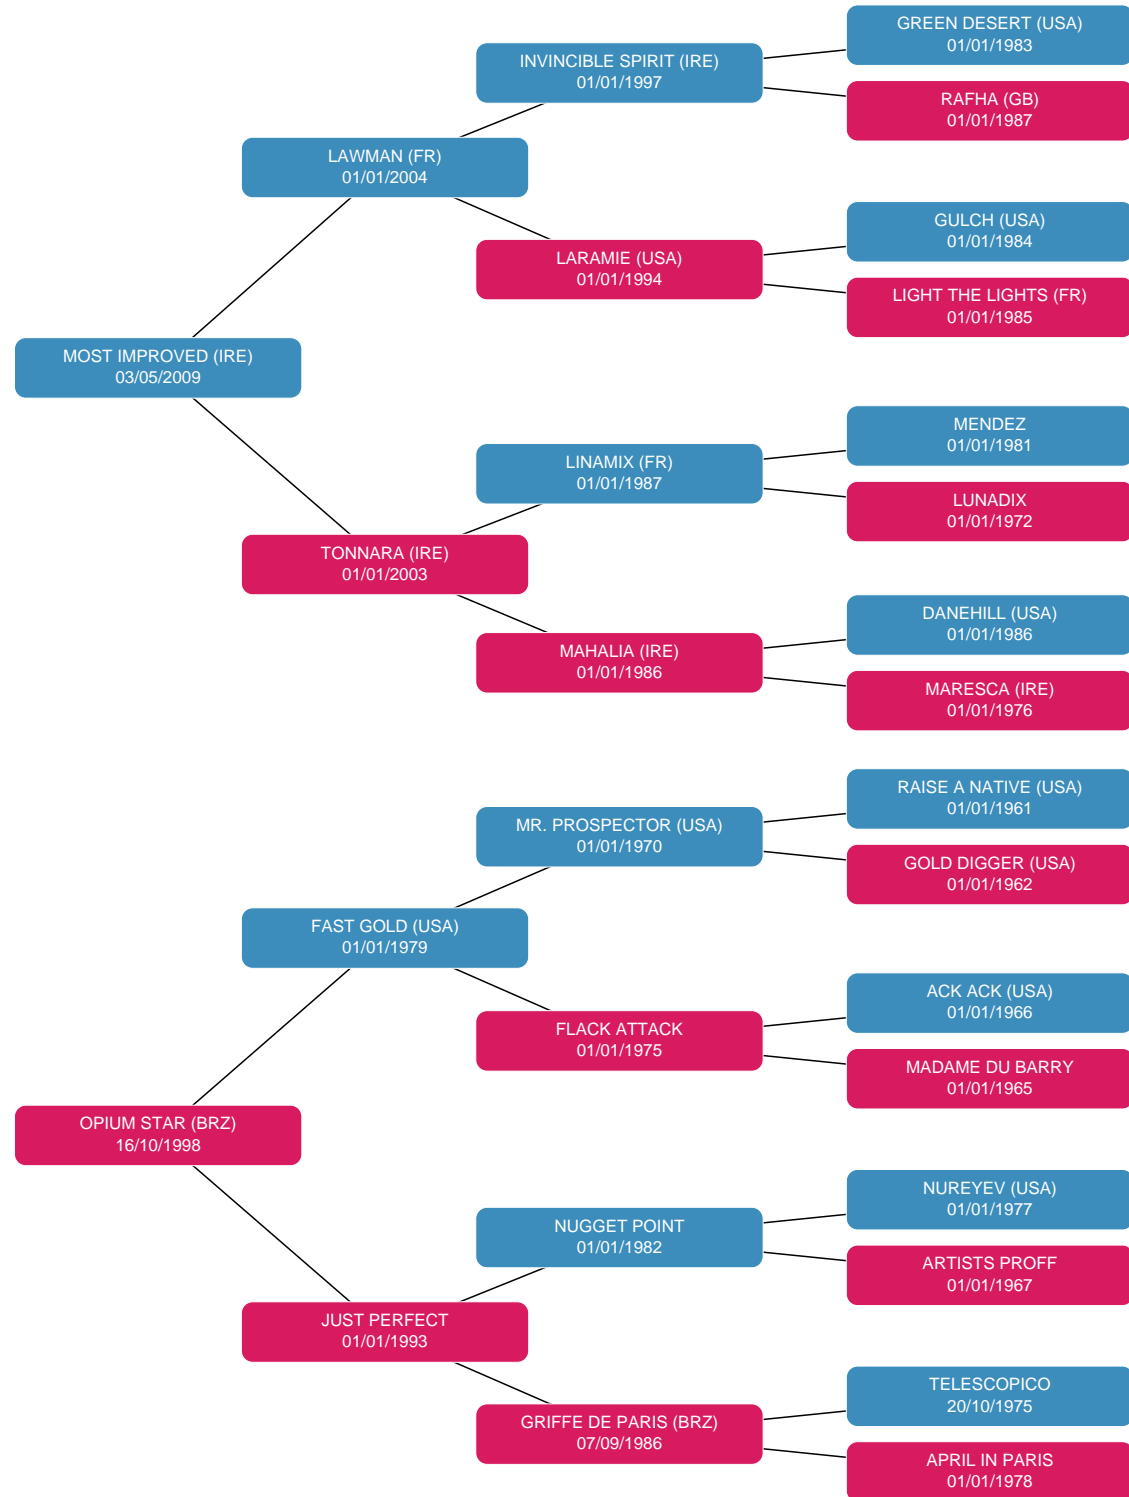 GREEN DESERT (USA)
01/01/1983
INVINCIBLE SPIRIT (IRE)
01/01/1997
RAFHA (GB)
01/01/1987
LAWMAN (FR)
01/01/2004
GULCH (USA)
01/01/1984
LARAMIE (USA)
01/01/1994
LIGHT THE LIGHTS (FR)
01/01/1985
MOST IMPROVED (IRE)
03/05/2009
MENDEZ
01/01/1981
LINAMIX (FR)
01/01/1987
LUNADIX
01/01/1972
TONNARA (IRE)
01/01/2003
DANEHILL (USA)
01/01/1986
MAHALIA (IRE)
01/01/1986
MARESCA (IRE)
01/01/1976
RAISE A NATIVE (USA)
01/01/1961
MR. PROSPECTOR (USA)
01/01/1970
GOLD DIGGER (USA)
01/01/1962
FAST GOLD (USA)
01/01/1979
ACK ACK (USA)
01/01/1966
FLACK ATTACK
01/01/1975
MADAME DU BARRY
01/01/1965
OPIUM STAR (BRZ)
16/10/1998
NUREYEV (USA)
01/01/1977
NUGGET POINT
01/01/1982
ARTISTS PROFF
01/01/1967
JUST PERFECT
01/01/1993
TELESCOPICO
20/10/1975
GRIFFE DE PARIS (BRZ)
07/09/1986
APRIL IN PARIS
01/01/1978